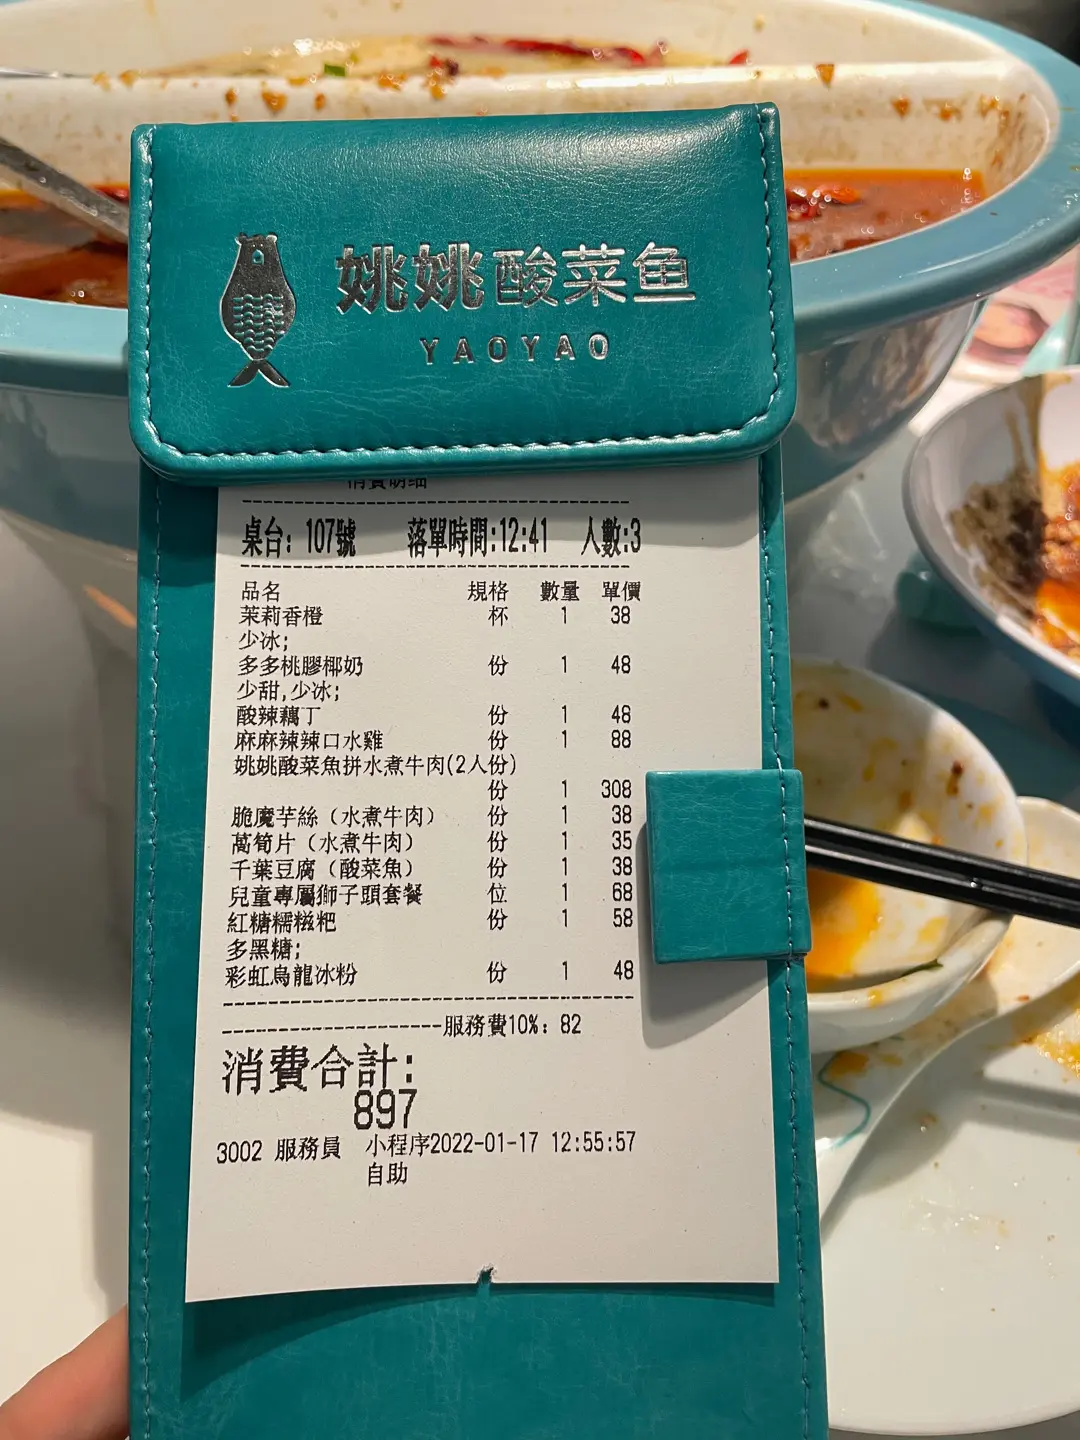 姚姚酸菜鱼
YAOYAO
消費明細
桌台: 107號 落單時間:12:41 人數:3
品名 規格 數量 單價
茉莉香橙 杯 1 38
少冰;
多多桃膠椰奶 份 1 48
少甜,少冰;
酸辣藕丁 份 1 48
麻麻辣辣口水雞 份 1 88
姚姚酸菜魚拼水煮牛肉(2人份)
份 1 308
脆魔芋絲（水煮牛肉） 份 1 38
萵筍片（水煮牛肉） 份 1 35
千葉豆腐（酸菜魚） 份 1 38
兒童專屬獅子頭套餐 位 1 68
紅糖糯糍粑 份 1 58
多黑糖;
彩虹烏龍冰粉 份 1 48
服務費10%: 82
消費合計:
897
3002 服務員 小程序2022-01-17 12:55:57
自助